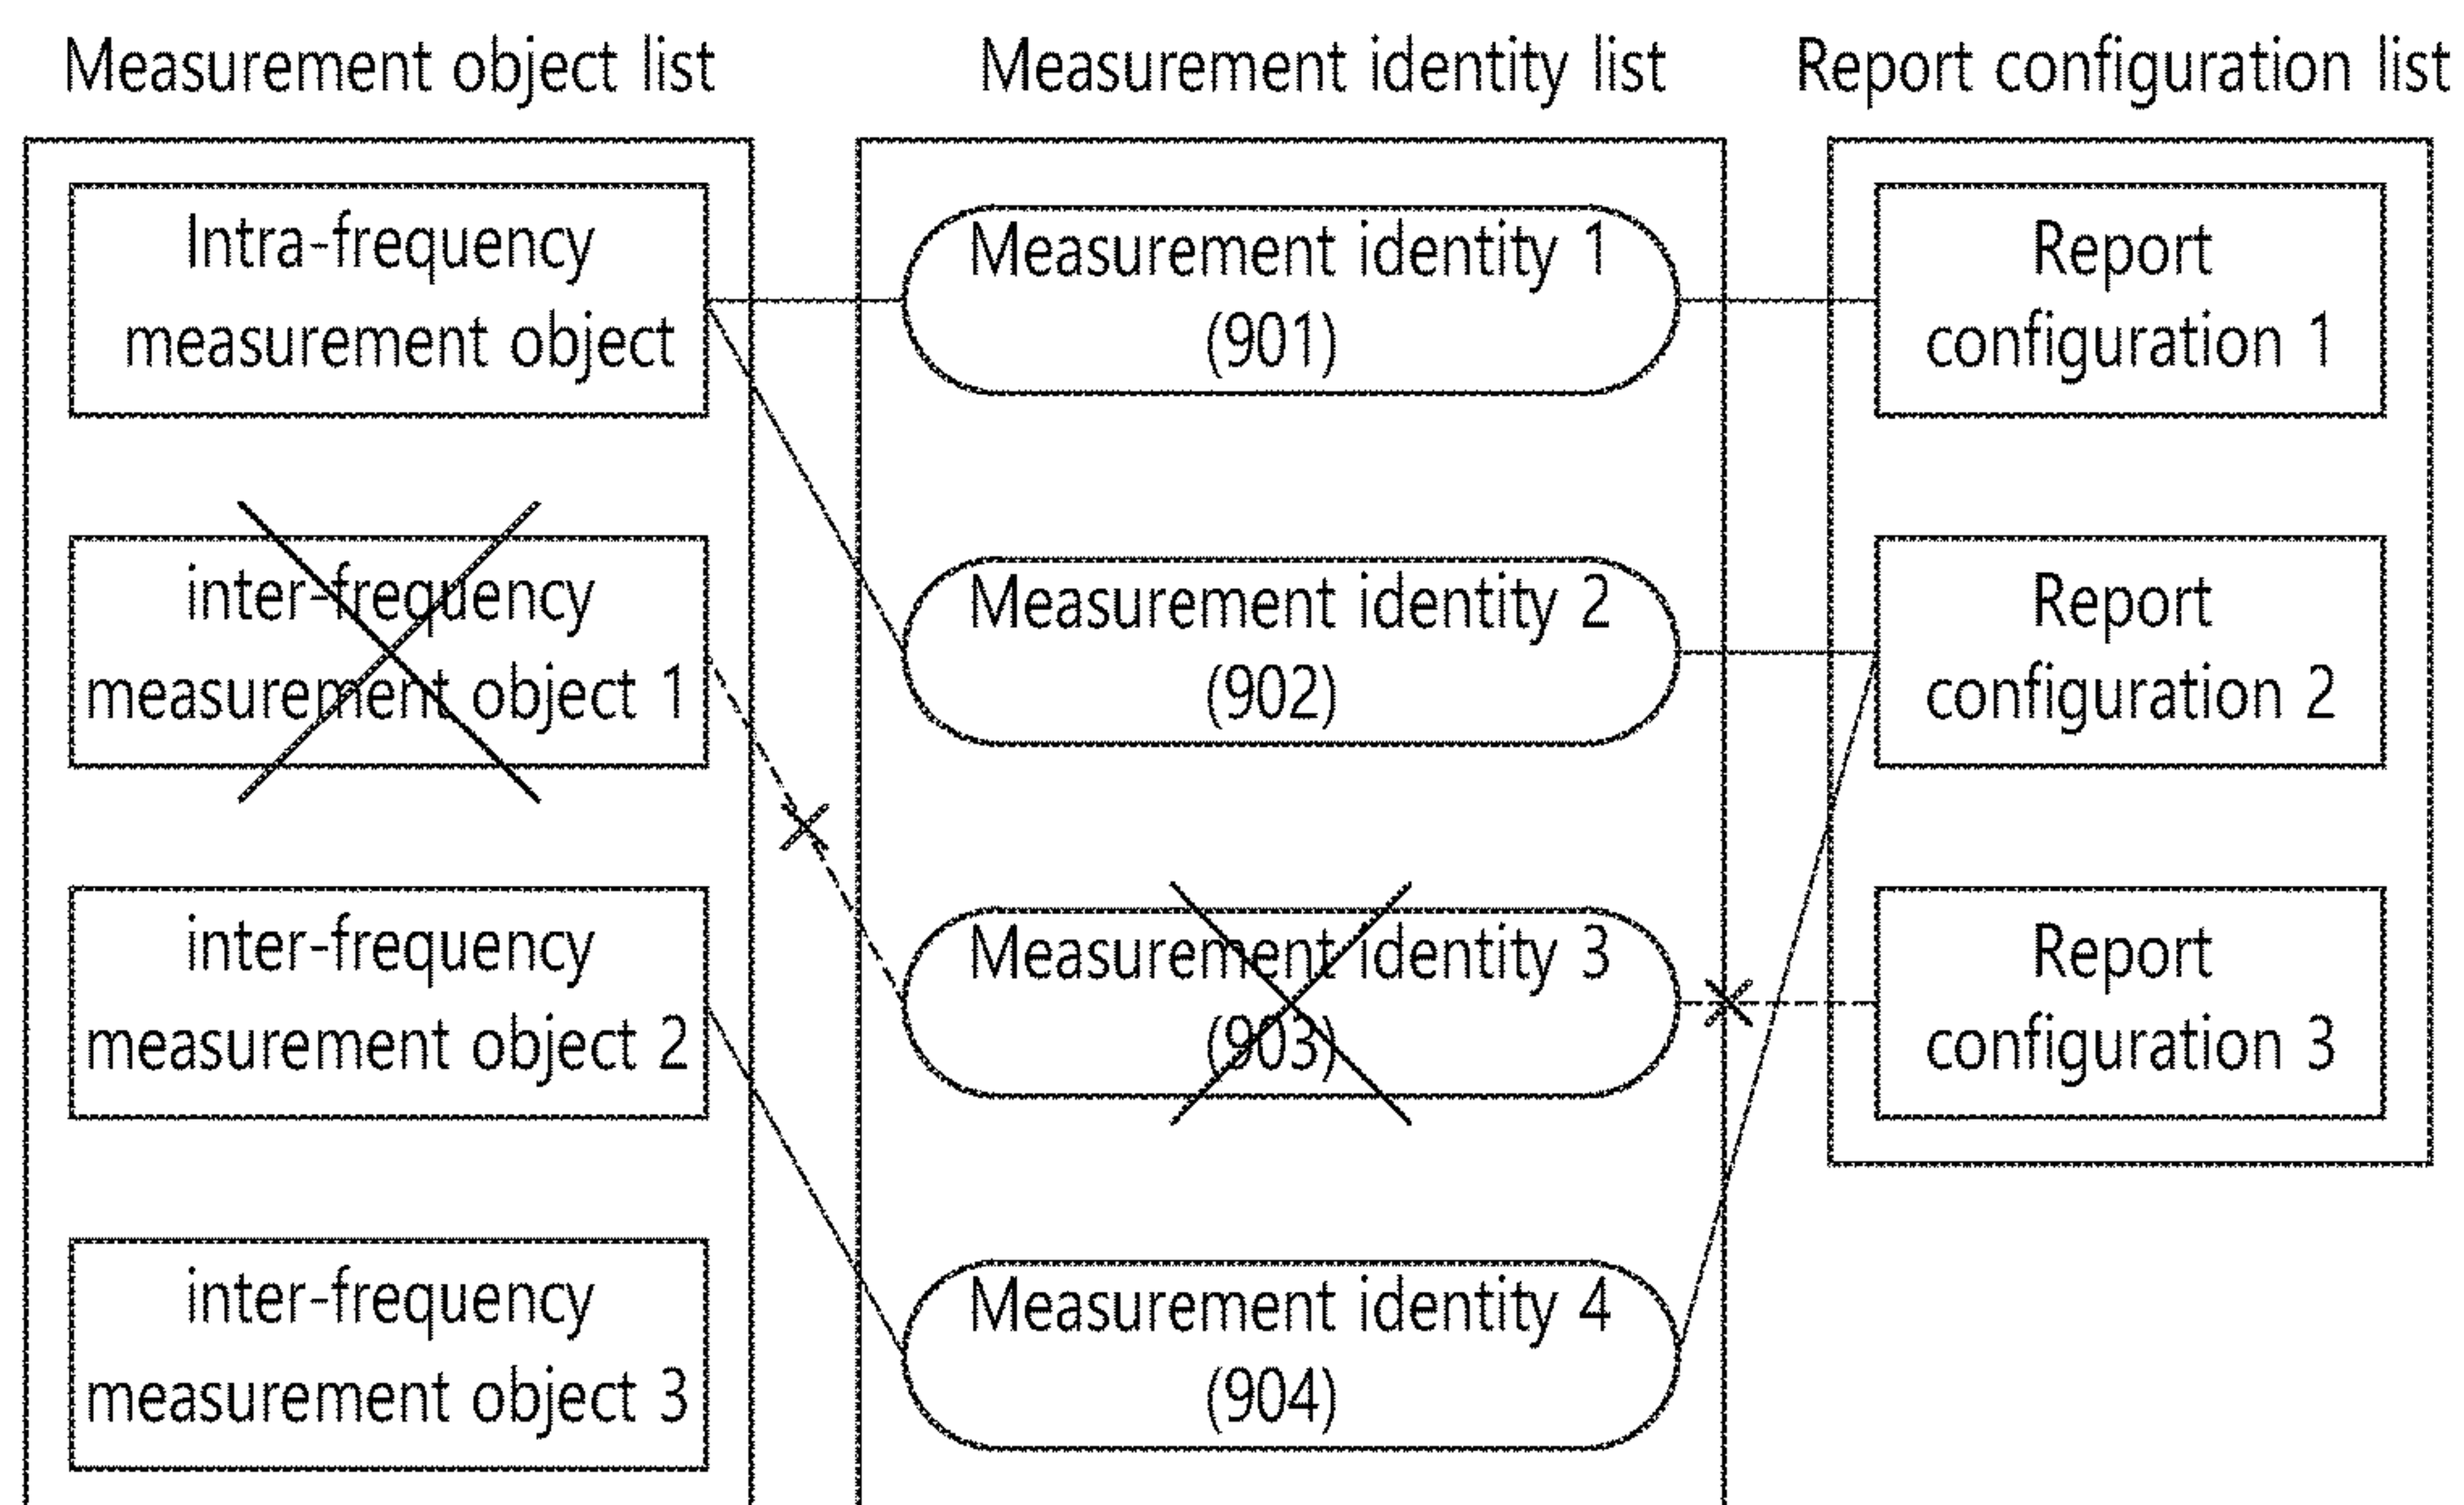 Measurement object list
Measurement identity list
Report configuration list
Intra-frequency
measurement object
inter-frequency
measurement object 1
inter-frequency
measurement object 2
inter-frequency
measurement object 3
Measurement identity 1
(901)
Measurement identity 2
(902)
Measurement identity 3
(903)
Measurement identity 4
(904)
Report
configuration 1
Report
configuration 2
Report
configuration 3